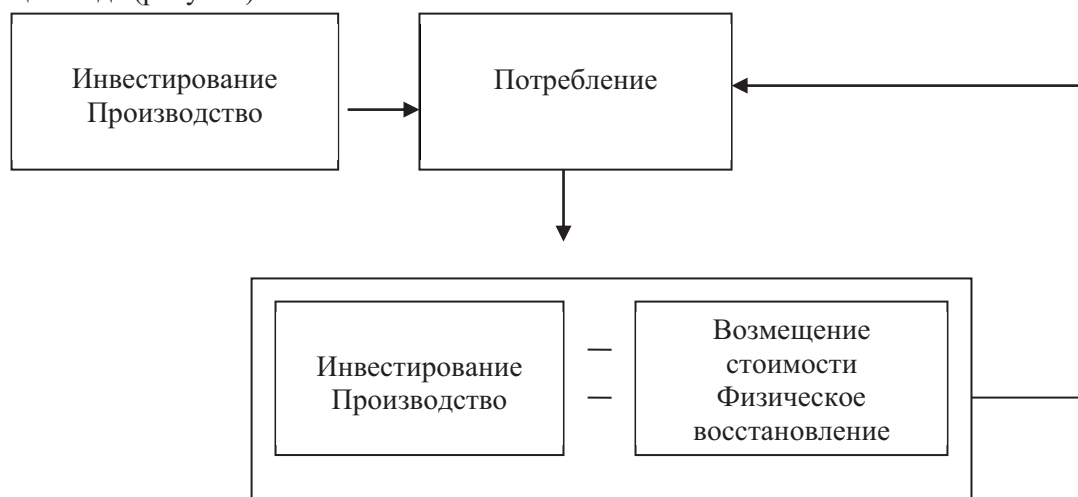 Инвестирование
Производство
Потребление
Инвестирование
Производство
Возмещение
стоимости
Физическое
восстановление